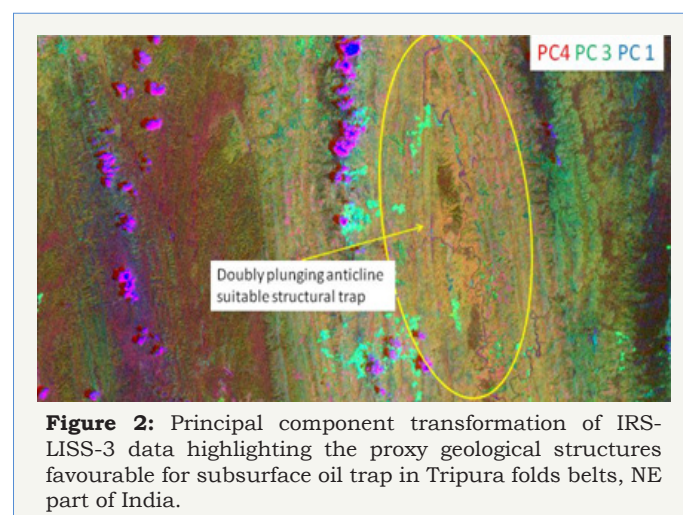 PC4 PC 3 PC 1
Doubly plunging anticline
suitable structural trap
Figure 2: Principal component transformation of IRS-
LISS-3 data highlighting the proxy geological structures
favourable for subsurface oil trap in Tripura folds belts, NE
part of India.